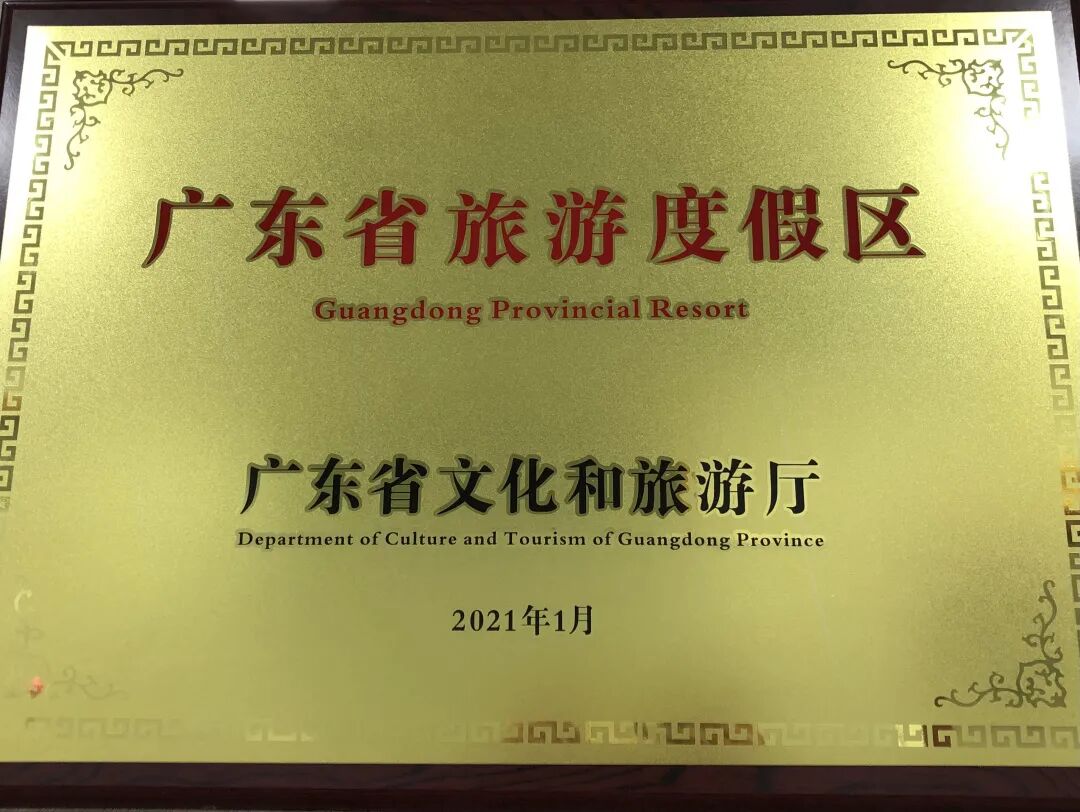 广东省旅游度假区
Guangdong Provincial Resort
广东省文化和旅游厅
Department of Culture and Tourism of Guangdong Province
2021年1月